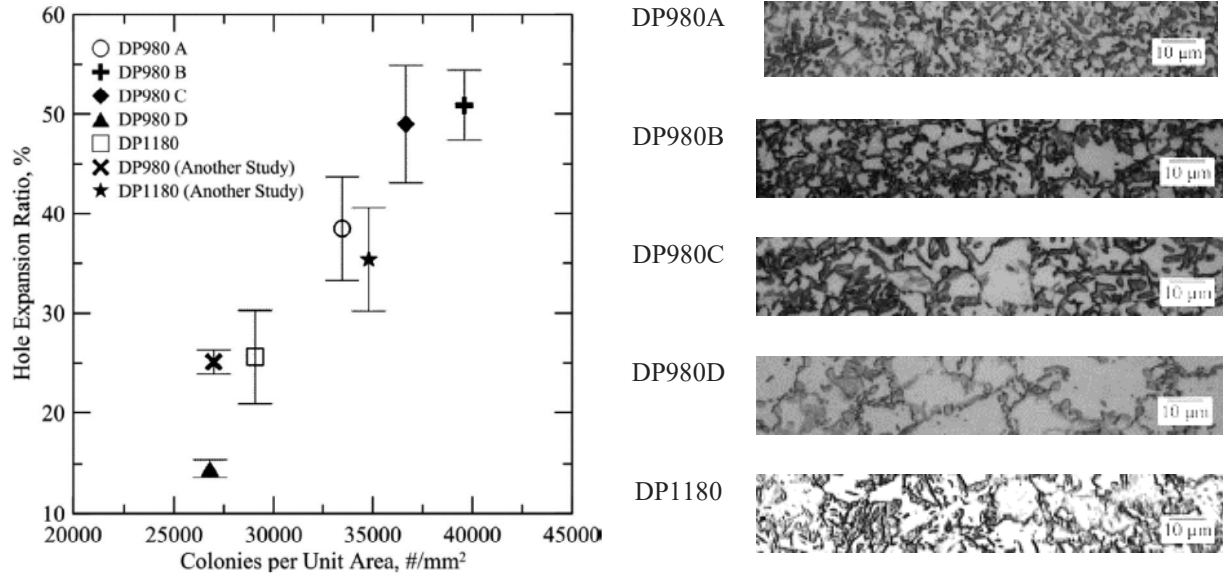 60
50
40
30
20
10
Hole Expansion Ratio, %
DP980 A
DP980 B
DP980 C
DP980 D
DP1180
DP980 (Another Study)
DP1180 (Another Study)
20000 25000 30000 35000 40000 45000
Colonies per Unit Area, #/mm²
DP980A
10 μm
DP980B
10 μm
DP980C
10 μm
DP980D
10 μm
DP1180
10 μm